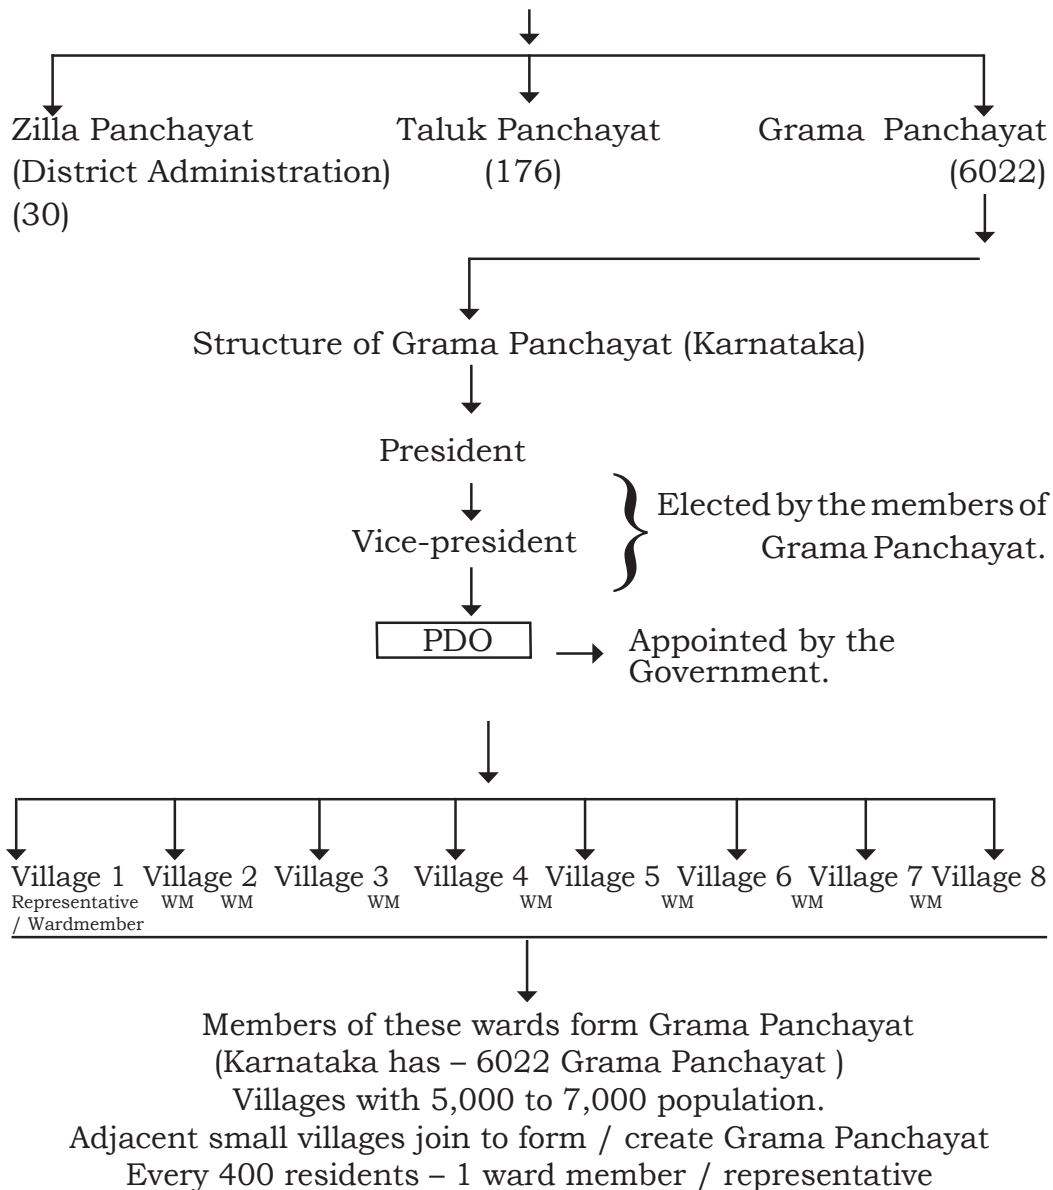 Zilla Panchayat Taluk Panchayat Grama Panchayat
(District Administration) (176) (6022)
(30)
Structure of Grama Panchayat (Karnataka)
President
Vice-president
} Elected by the members of
Grama Panchayat.
PDO
Appointed by the
Government.
Village 1 Village 2 Village 3 Village 4 Village 5 Village 6 Village 7 Village 8
Representative WM WM WM WM WM WM WM
/ Wardmember
Members of these wards form Grama Panchayat
(Karnataka has – 6022 Grama Panchayat )
Villages with 5,000 to 7,000 population.
Adjacent small villages join to form / create Grama Panchayat
Every 400 residents – 1 ward member / representative